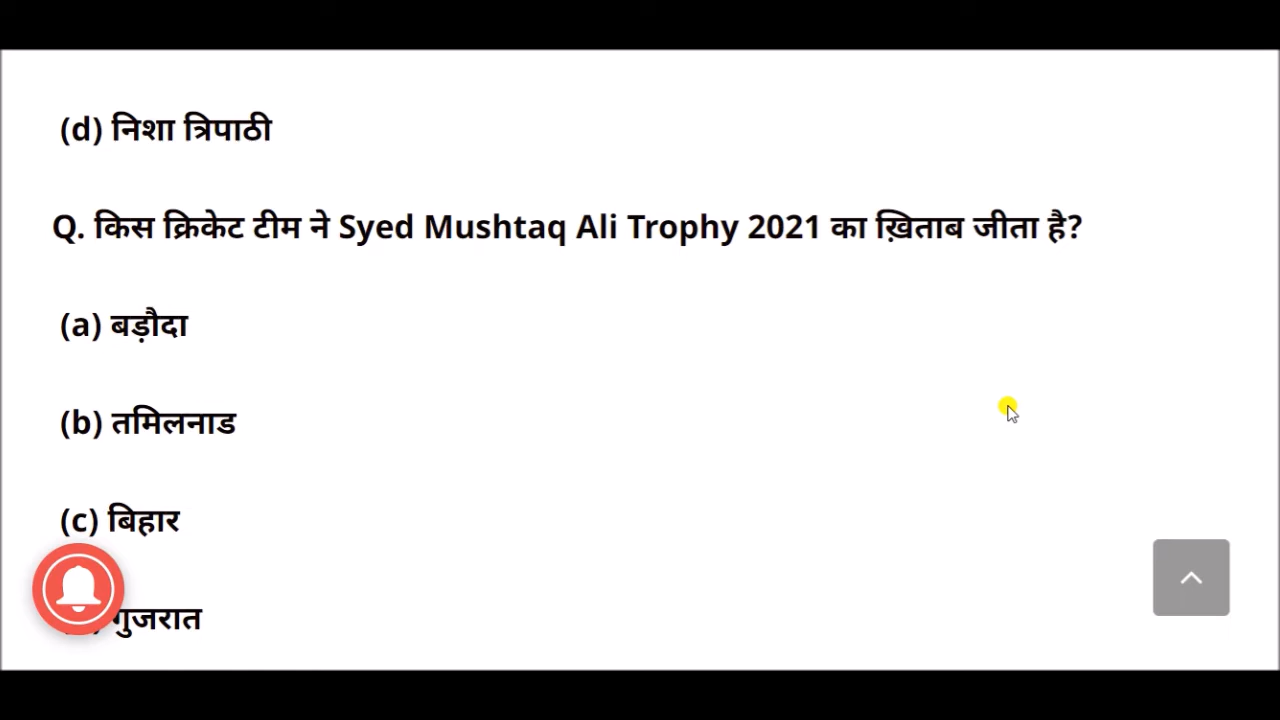 (d) निशा त्रिपाठी
Q. किस क्रिकेट टीम ने Syed Mushtaq Ali Trophy 2021 का ख़िताब जीता है?
(a) बड़ौदा
(b) तमिलनाड
(c) बिहार
गुजरात